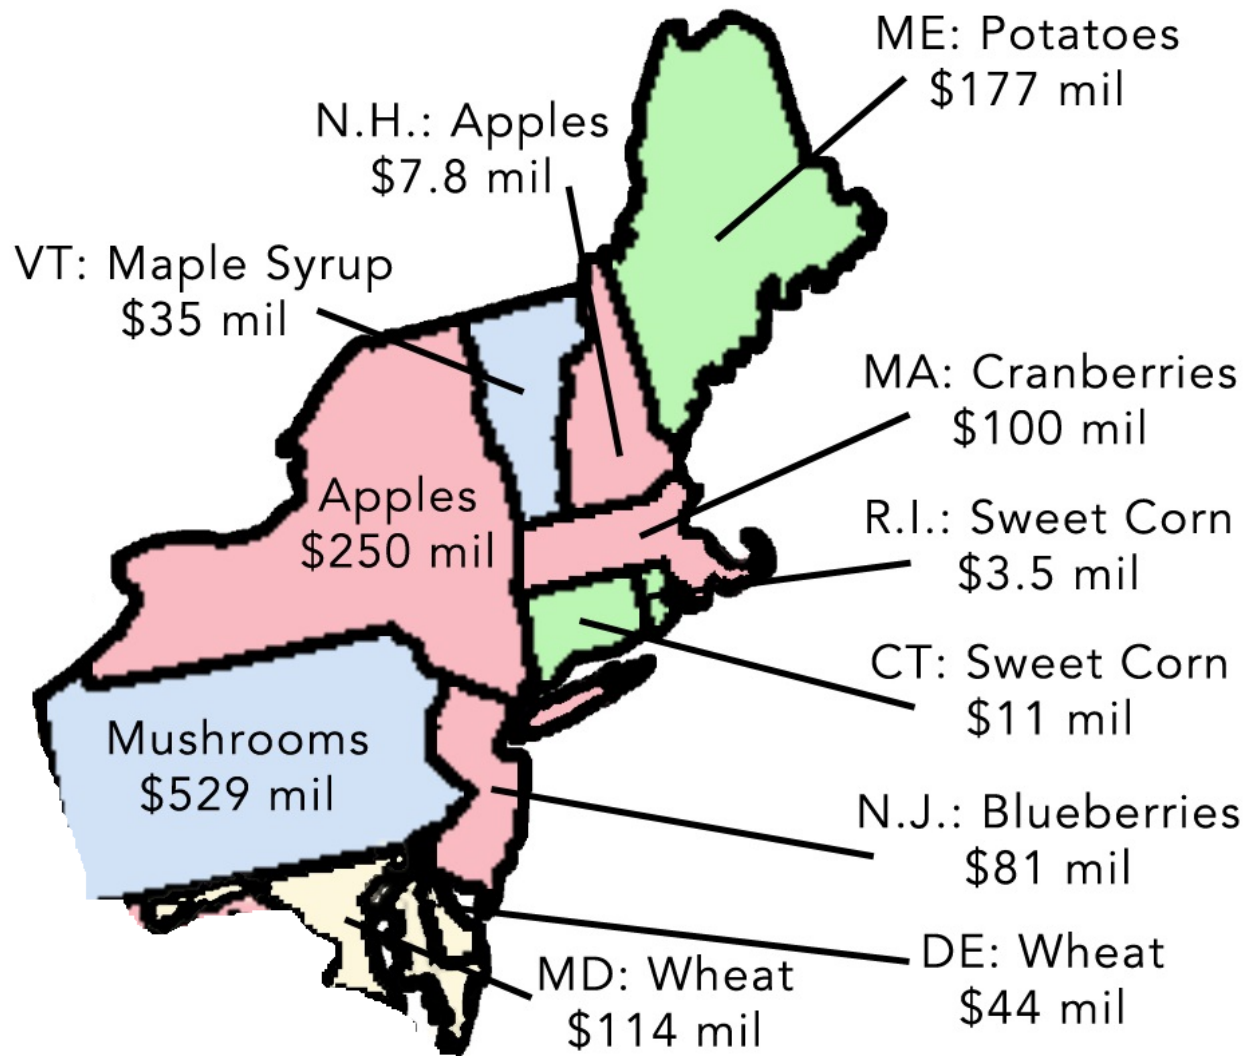 ME: Potatoes
$177 mil
N.H.: Apples
$7.8 mil
VT: Maple Syrup
$35 mil
MA: Cranberries
$100 mil
Apples
$250 mil
R.I.: Sweet Corn
$3.5 mil
CT: Sweet Corn
$11 mil
Mushrooms
$529 mil
N.J.: Blueberries
$81 mil
DE: Wheat
$44 mil
MD: Wheat
$114 mil